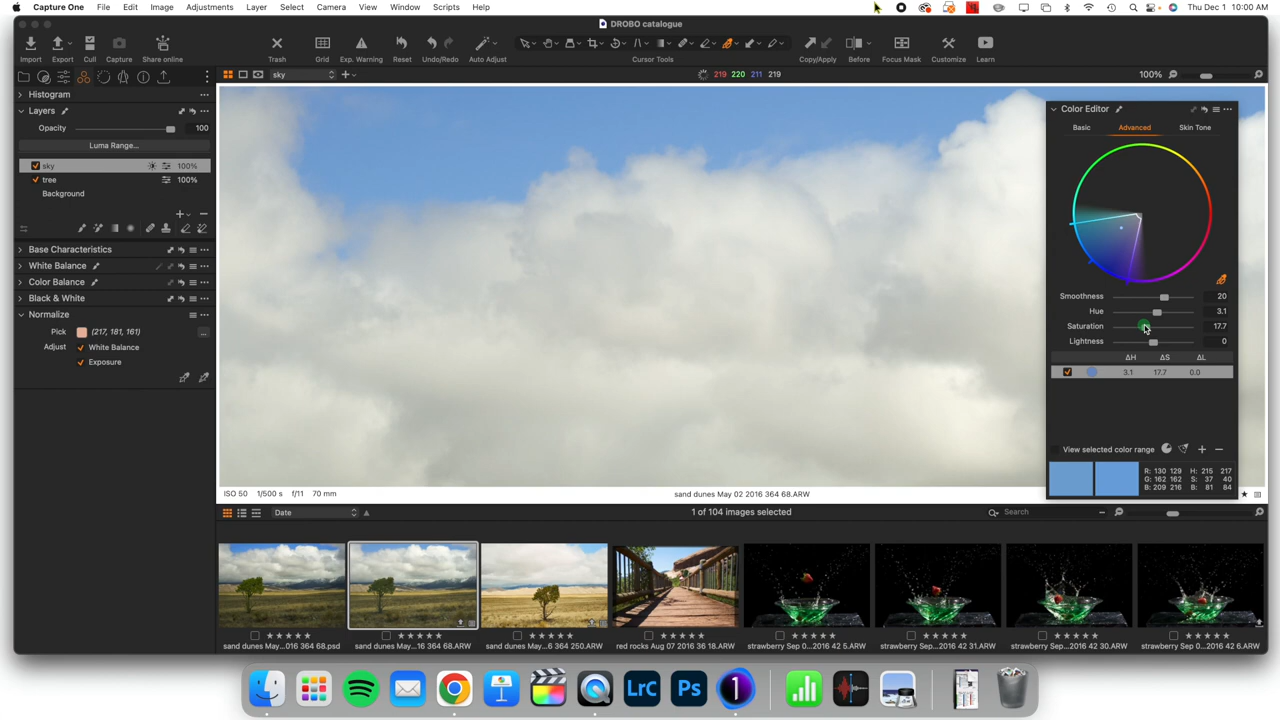 Capture One File Edit Image Adjustments Layer Select Camera View Window Scripts Help Thu Dec 1 10:00 AM
DROBO catalogue
Import Export Cull Capture Share online Trash Grid Exp. Warning Reset Undo/Redo Auto Adjust Cursor Tools Copy/Apply Before Focus Mask Customize Learn
sky 219 220 211 219 100%
Histogram
Layers
Opacity 100
Luma Range...
sky 100%
tree 100%
Background
Base Characteristics
White Balance
Color Balance
Black & White
Normalize
Pick (217, 181, 161) ...
Adjust White Balance
Exposure
Color Editor
Basic Advanced Skin Tone
Smoothness 20
Hue 3.1
Saturation 17.7
Lightness 0
ΔH ΔS ΔL
3.1 17.7 0.0
View selected color range
R: 130 129 H: 215 217
G: 162 162 S: 37 40
B: 209 216 B: 81 84
ISO 50 1/500 s f/11 70 mm sand dunes May 02 2016 364 68.ARW
Date 1 of 104 images selected Search
sand dunes May...016 364 68.psd sand dunes May...16 364 68.ARW sand dunes May...6 364 250.ARW red rocks Aug 07 2016 36 18.ARW strawberry Sep 0...2016 42 5.ARW strawberry Sep...2016 42 31.ARW strawberry Sep...2016 42 30.ARW strawberry Sep 0...2016 42 6.ARW
LrC Ps 1